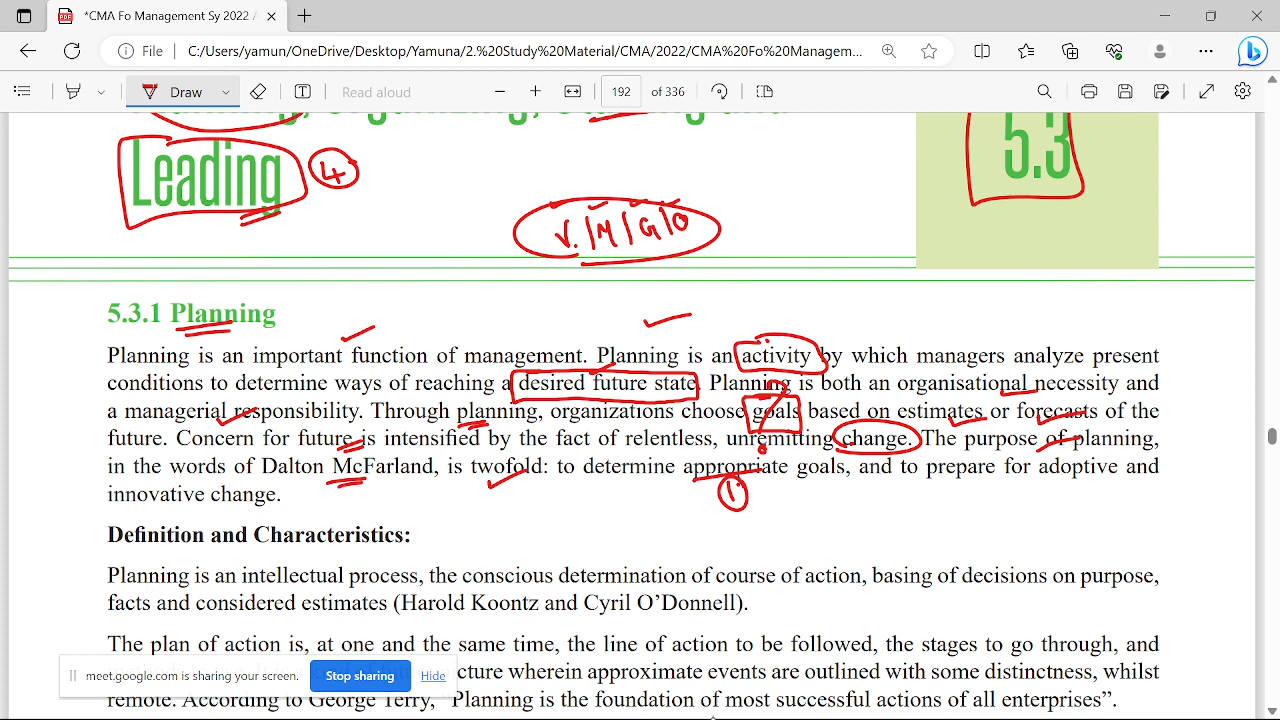 *CMA Fo Management Sy 2022 A
File
C:/Users/yamun/OneDrive/Desktop/Yamuna/2.%20Study%20Material/CMA/2022/CMA%20Fo%20Managem...
Draw
Read aloud
192 of 336
Leading
4
5.3
V. | M | G | O
5.3.1 Planning
Planning is an important function of management. Planning is an activity by which managers analyze present
conditions to determine ways of reaching a desired future state. Planning is both an organisational necessity and
a managerial responsibility. Through planning, organizations choose goals based on estimates or forecasts of the
future. Concern for future is intensified by the fact of relentless, unremitting change. The purpose of planning,
in the words of Dalton McFarland, is twofold: to determine appropriate goals, and to prepare for adoptive and
innovative change.
1
Definition and Characteristics:
Planning is an intellectual process, the conscious determination of course of action, basing of decisions on purpose,
facts and considered estimates (Harold Koontz and Cyril O'Donnell).
The plan of action is, at one and the same time, the line of action to be followed, the stages to go through, and
picture wherein approximate events are outlined with some distinctness, whilst
meet.google.com is sharing your screen.
Stop sharing
Hide
remote. According to George Terry, "Planning is the foundation of most successful actions of all enterprises".